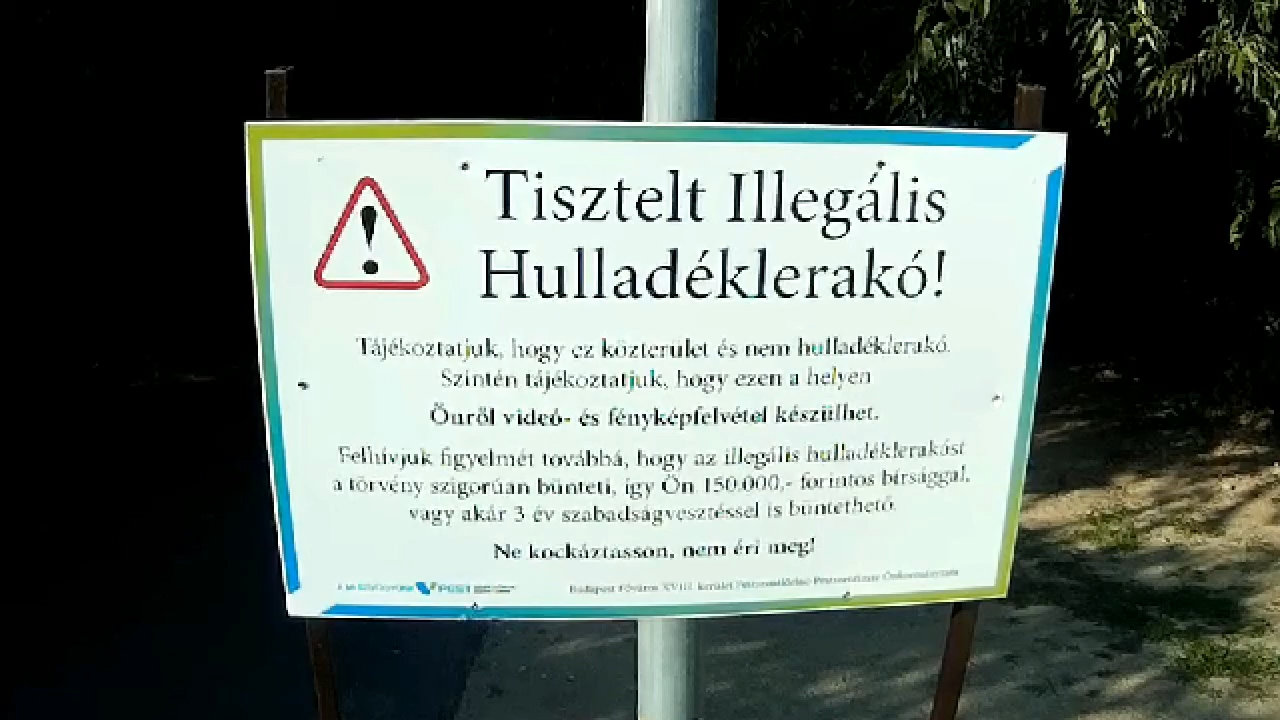 Tisztelt Illegális
Hulladéklerakó!
Tájékoztatjuk, hogy ez közterület és nem hulladéklerakó.
Szintén tájékoztatjuk, hogy ezen a helyen
Önről videó- és fényképfelvétel készülhet.
Felhívjuk figyelmét továbbá, hogy az illegális hulladéklerakást
a törvény szigorúan bünteti, így Ön 150.000,- forintos bírsággal,
vagy akár 3 év szabadságvesztéssel is büntethető.
Ne kockáztasson, nem éri meg!
Budapest Főváros XVIII. kerület Pestszentlőrinc-Pestszentimre Önkormányzata